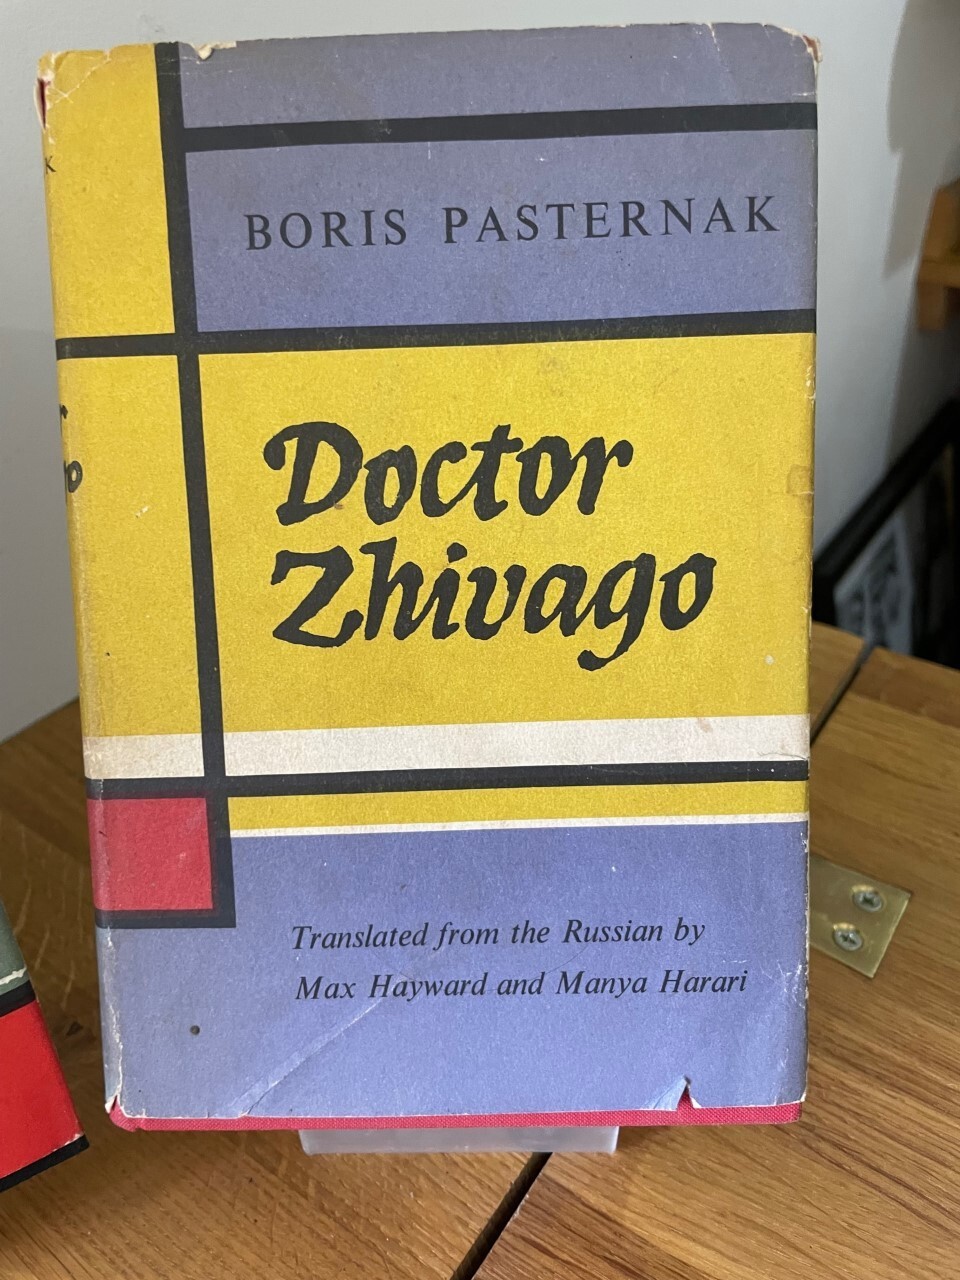 BORIS PASTERNAK
Doctor
Zhivago
Translated from the Russian by
Max Hayward and Manya Harari